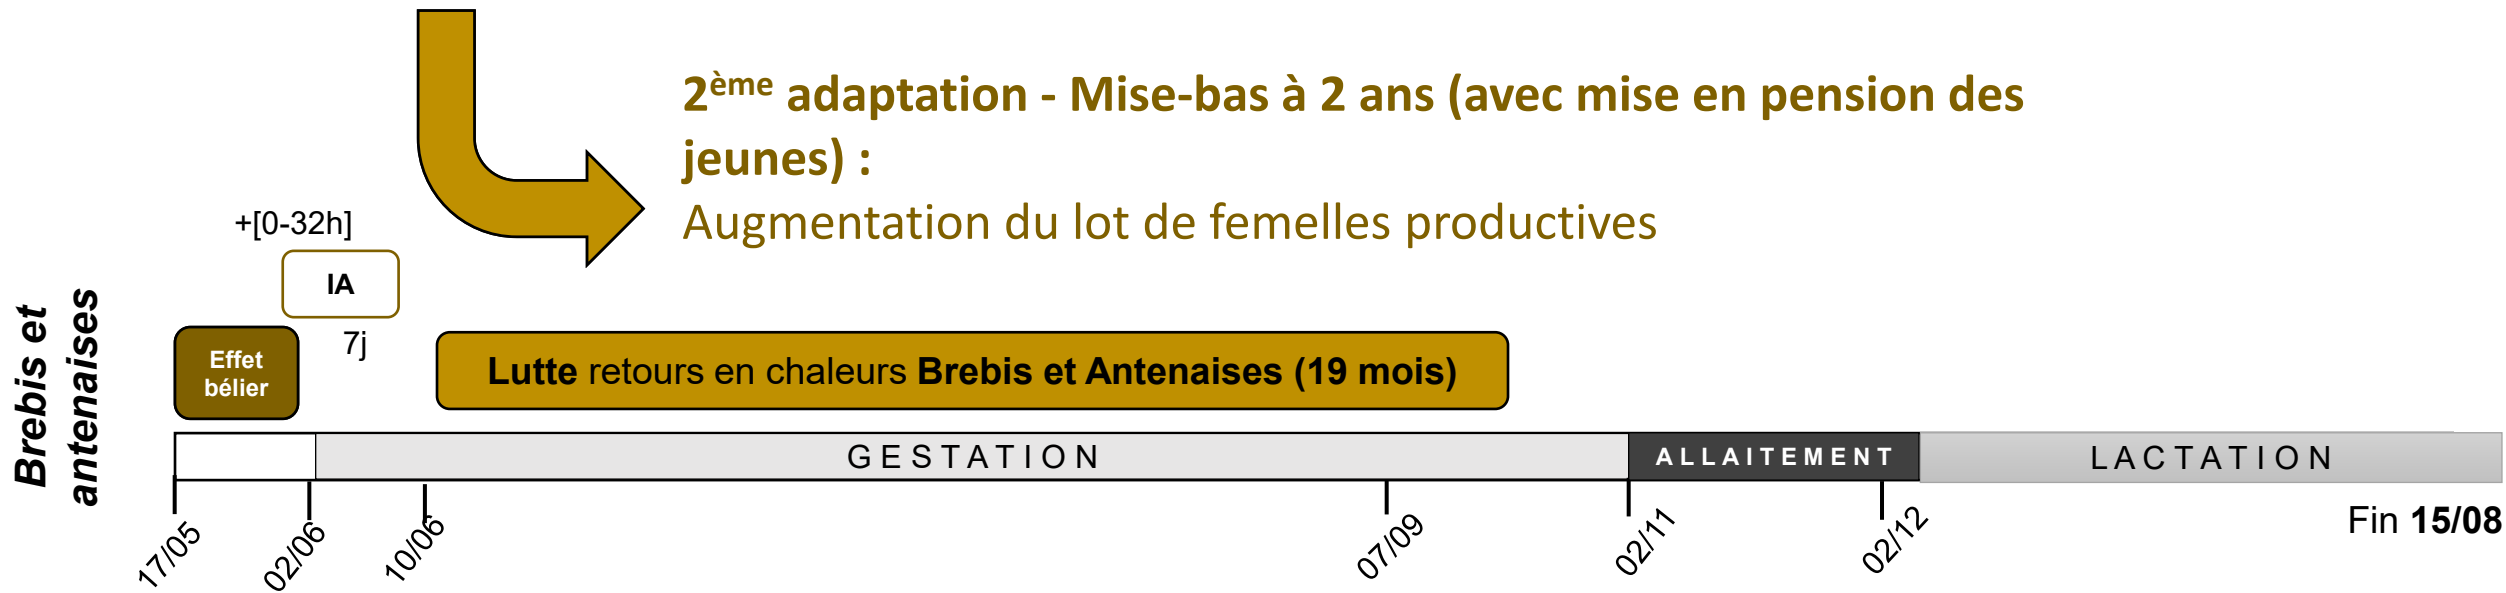 2ème adaptation - Mise-bas à 2 ans (avec mise en pension des
jeunes) :
Augmentation du lot de femelles productives
+[0-32h]
IA
7j
Effet
bélier
Lutte retours en chaleurs Brebis et Antenaises (19 mois)
Brebis et
antenaises
GESTATION
ALLAITEMENT
LACTATION
17/05
02/06
10/06
07/09
02/11
02/12
Fin 15/08